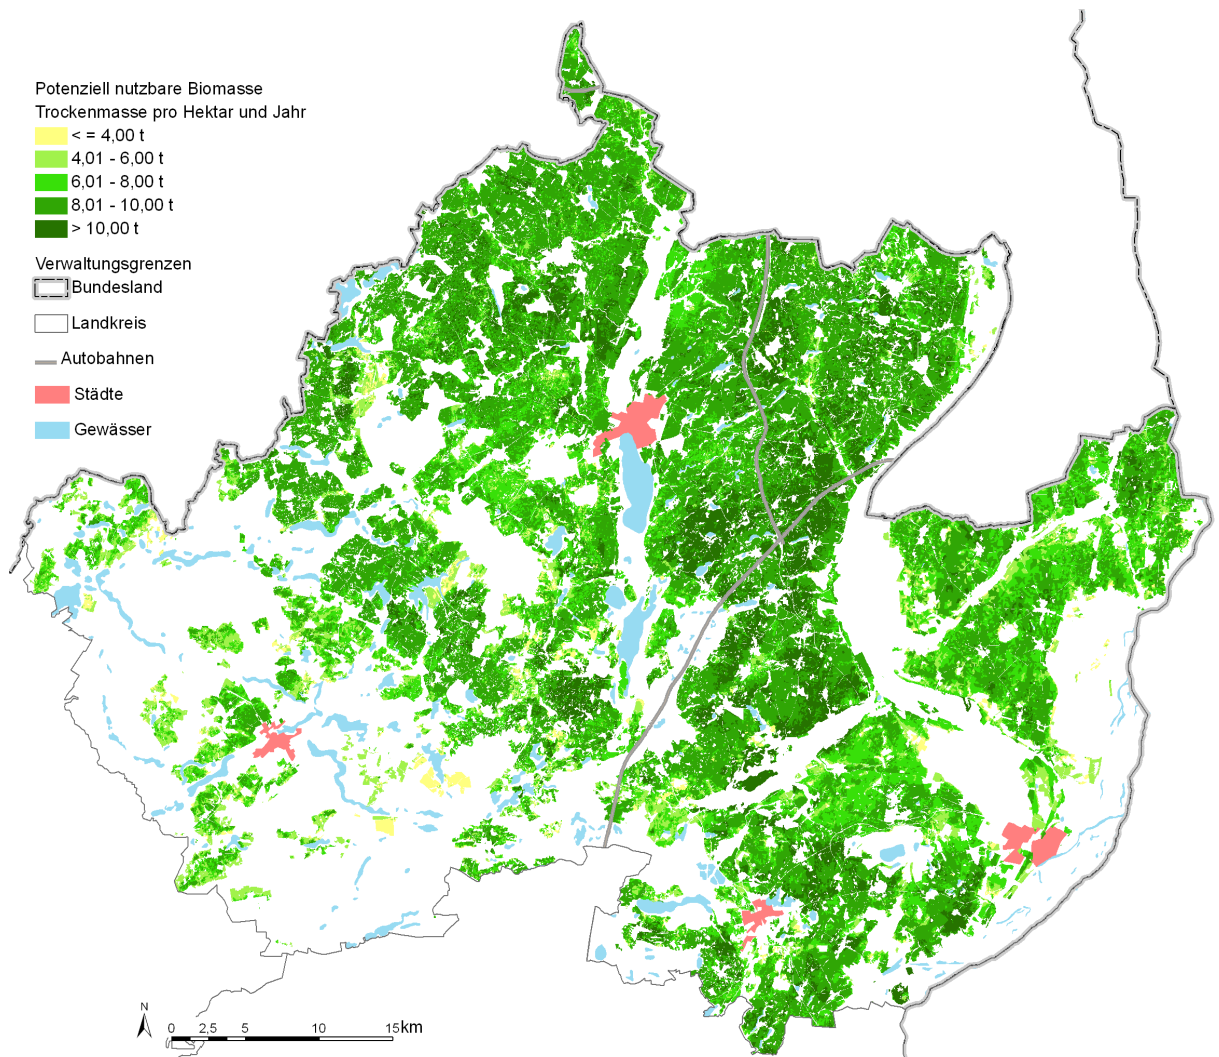 Potenziell nutzbare Biomasse
Trockenmasse pro Hektar und Jahr
< = 4,00 t
4,01 - 6,00 t
6,01 - 8,00 t
8,01 - 10,00 t
> 10,00 t
Verwaltungsgrenzen
Bundesland
Landkreis
Autobahnen
Städte
Gewässer
N
0 2,5 5 10 15 km